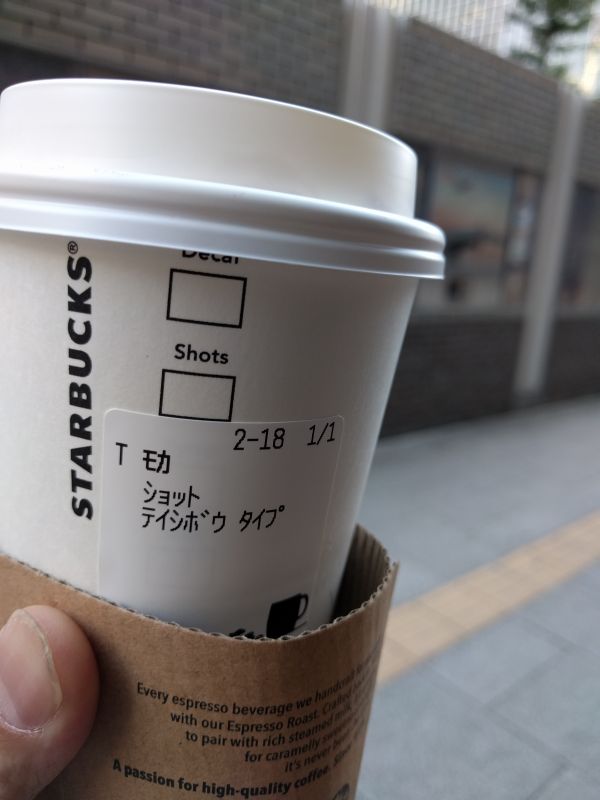 STARBUCKS®
Decaf
Shots
2-18 1/1
T モカ
ショット
テイシボウ タイプ
Every espresso beverage we handcraft
with our Espresso Roast. Crafted
to pair with rich steamed
for caramelly
it's never
A passion for high-quality coffee.